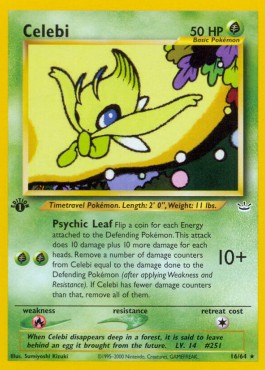 Celebi
50 HP
Basic Pokémon
Timetravel Pokémon. Length: 2' 0", Weight: 11 lbs.
Psychic Leaf Flip a coin for each Energy
attached to the Defending Pokémon. This attack
does 10 damage plus 10 more damage for each
heads. Remove a number of damage counters
from Celebi equal to the damage done to the
Defending Pokémon (after applying Weakness and
Resistance). If Celebi has fewer damage counters
than that, remove all of them.
10+
weakness
resistance
retreat cost
When Celebi disappears deep in a forest, it is said to leave
behind an egg it brought from the future. LV. 14 #251
Illus. Sumiyoshi Kizuki
16/64